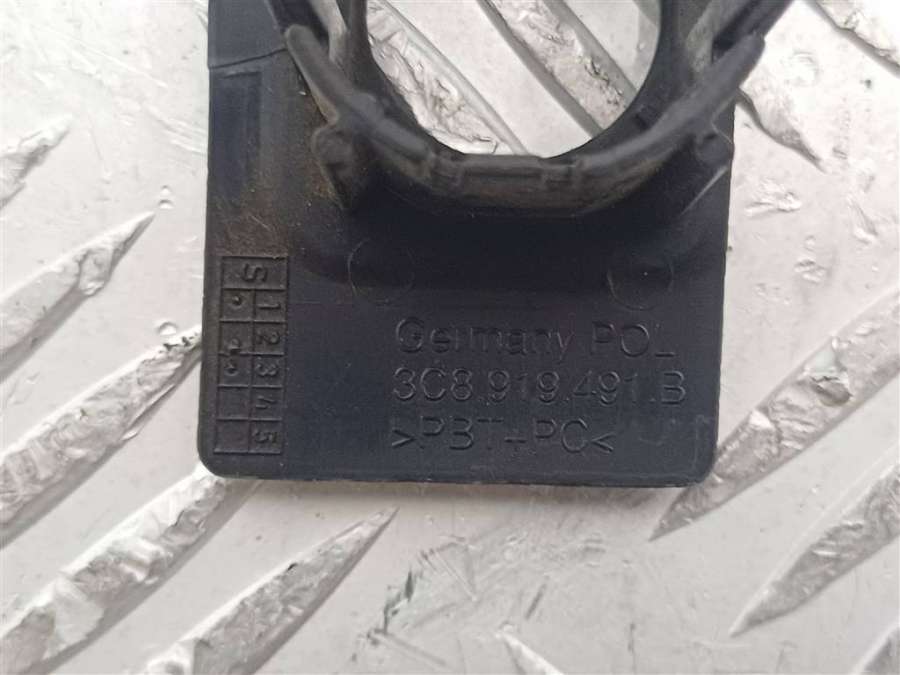 Germany POL
3C8.919.491.B
>PBT+PC<
S 1 2 3 4 5